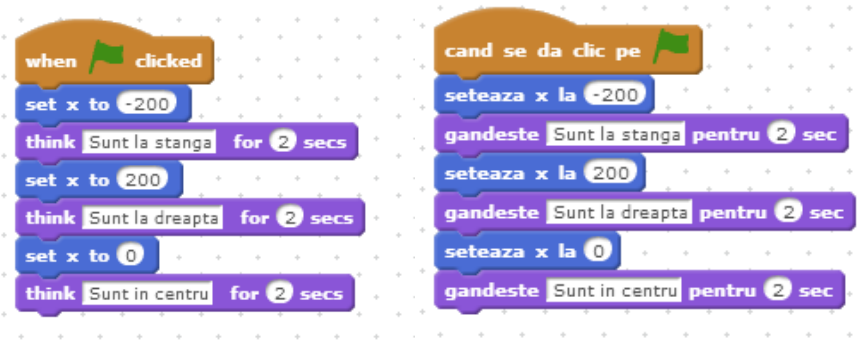 when clicked
set x to -200
think Sunt la stanga for 2 secs
set x to 200
think Sunt la dreapta for 2 secs
set x to 0
think Sunt in centru for 2 secs
cand se da clic pe
seteaza x la -200
gandeste Sunt la stanga pentru 2 sec
seteaza x la 200
gandeste Sunt la dreapta pentru 2 sec
seteaza x la 0
gandeste Sunt in centru pentru 2 sec